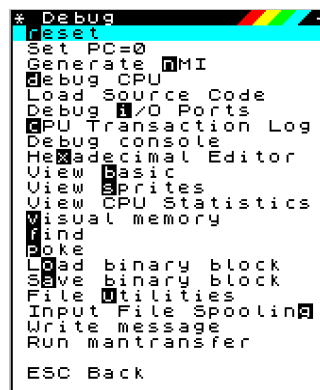 * Debug -
reset
Set PC=0
Generate nMI
debug CPU
Load Source Code
Debug i/O Ports
cPU Transaction Log
Debug console
Hexadecimal Editor
View basic
View sprites
View CPU Statistics
visual memory
find
poke
Load binary block
Save binary block
File utilities
Input File Spooling
Write message
Run mantransfer
ESC Back